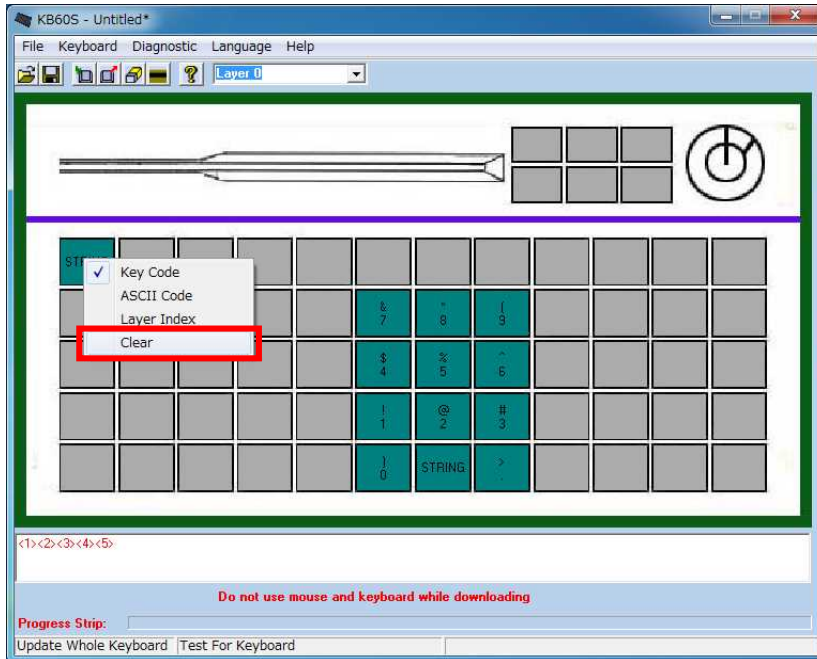 KB60S - Untitled*
File Keyboard Diagnostic Language Help
Layer 0
Key Code
ASCII Code
Layer Index
Clear
& * (
7 8 9
$ % ^
4 5 6
! @ #
1 2 3
) STRING >
0 .
<1><2><3><4><5>
Do not use mouse and keyboard while downloading
Progress Strip:
Update Whole Keyboard Test For Keyboard